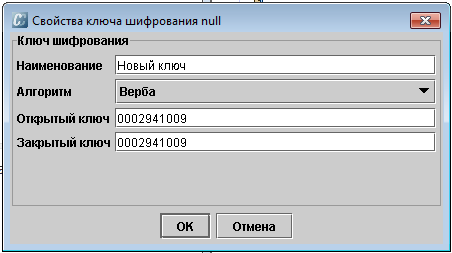 Свойства ключа шифрования null
Ключ шифрования
Наименование Новый ключ
Алгоритм Верба
Открытый ключ 0002941009
Закрытый ключ 0002941009
OK Отмена